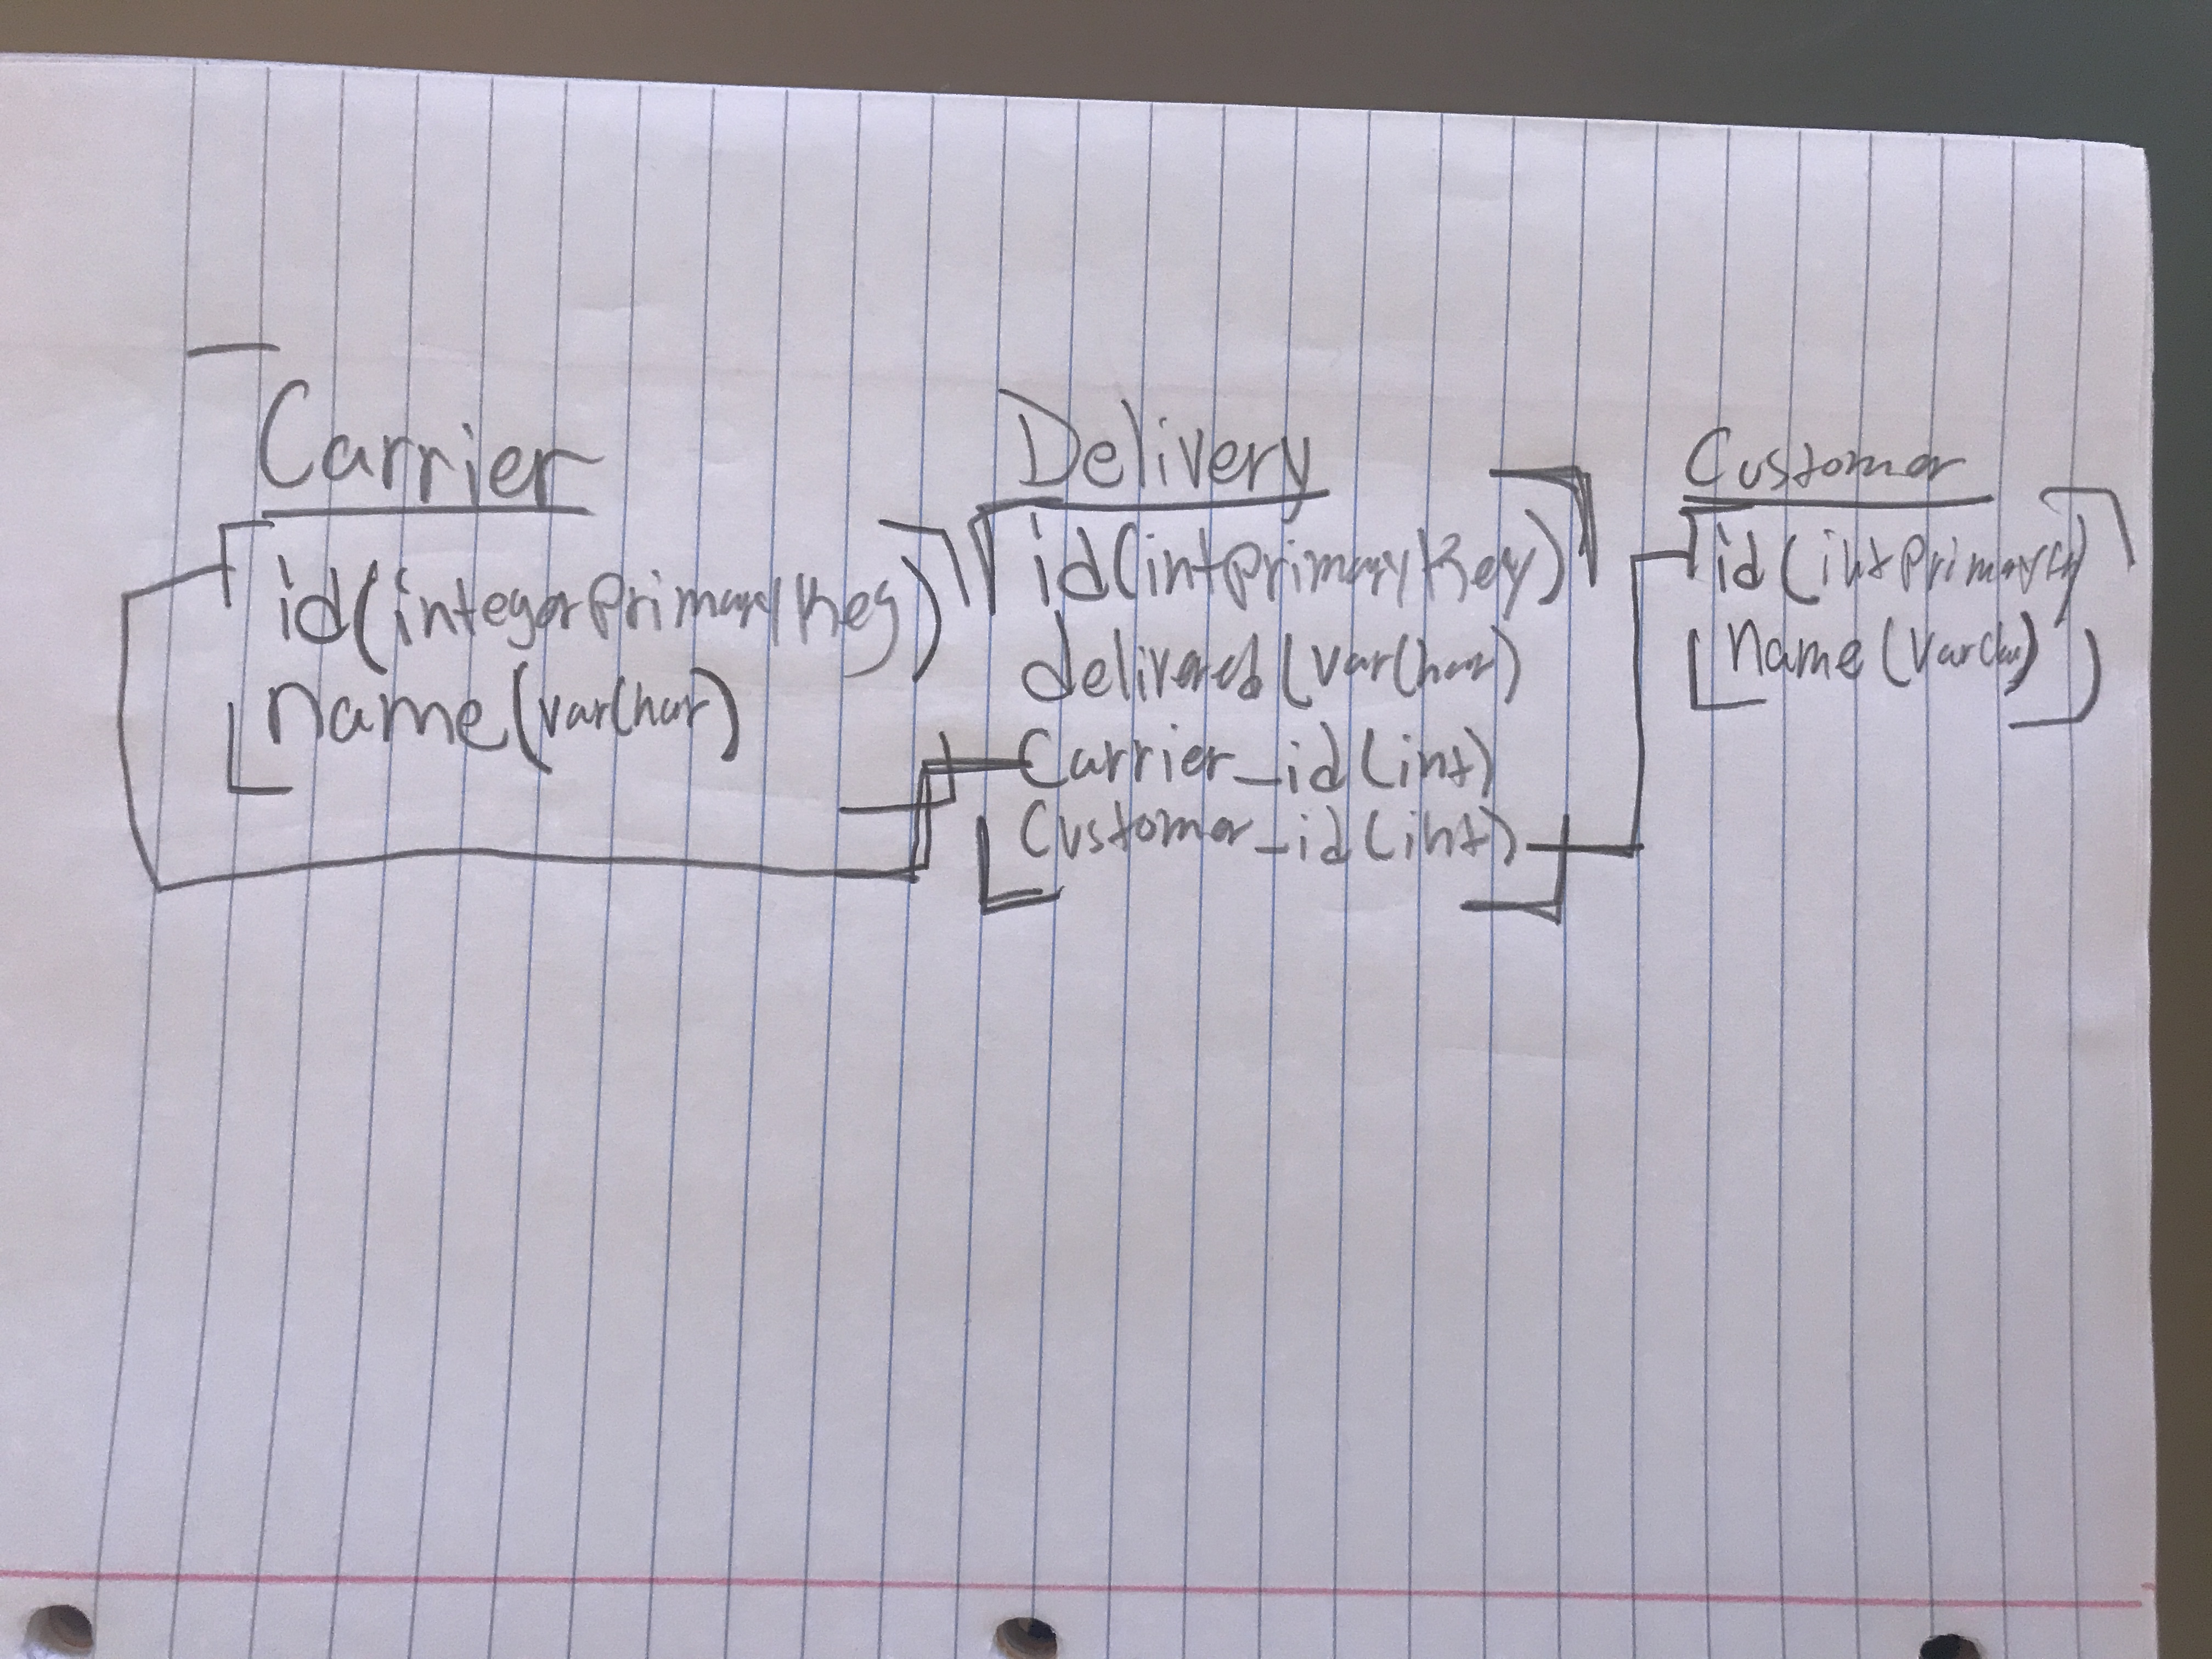 Carrier
id(integer primary key)
name(varchar)
Delivery
id(int primary key)
delivered(varchar)
Carrier_id(int)
Customer_id(int)
Customer
id(int primary)
name(varchar)